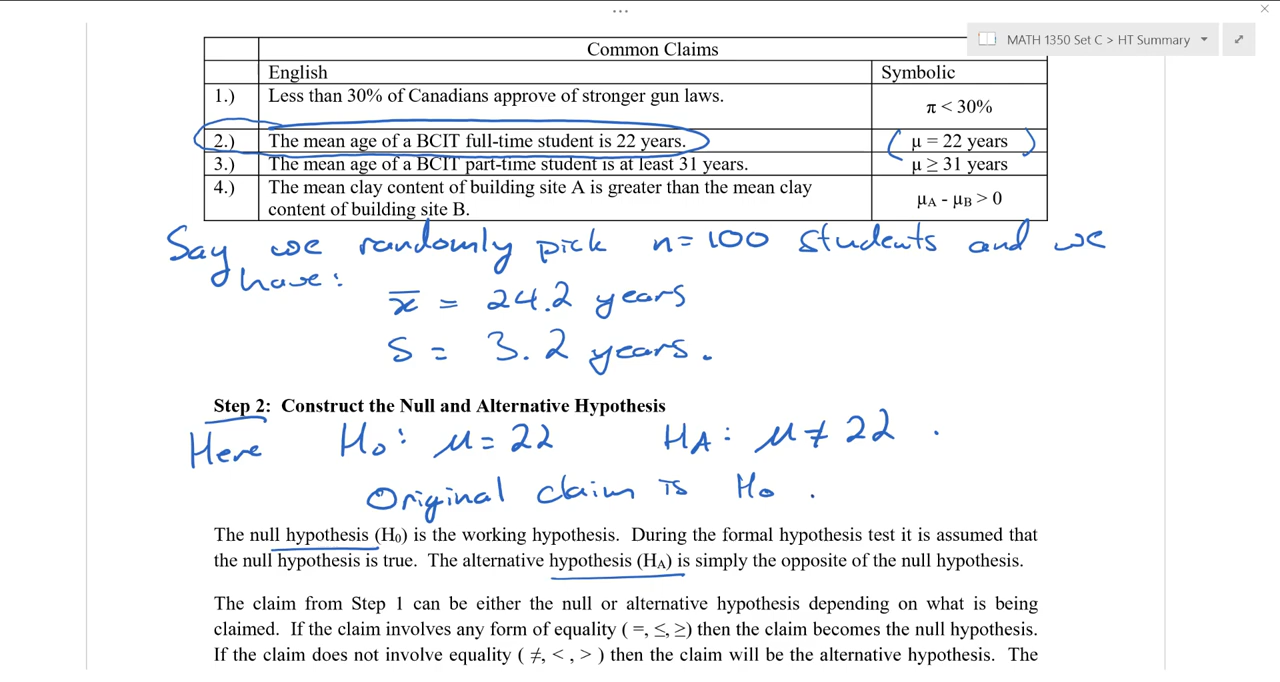 MATH 1350 Set C > HT Summary
Common Claims
English Symbolic
1.) Less than 30% of Canadians approve of stronger gun laws. π < 30%
2.) The mean age of a BCIT full-time student is 22 years. μ = 22 years
3.) The mean age of a BCIT part-time student is at least 31 years. μ ≥ 31 years
4.) The mean clay content of building site A is greater than the mean clay
content of building site B. μA - μB > 0
Say we randomly pick n=100 students and we
have:
x̄ = 24.2 years
s = 3.2 years.
Step 2: Construct the Null and Alternative Hypothesis
Here H₀: μ = 22 HA: μ ≠ 22.
Original claim is H₀.
The null hypothesis (H₀) is the working hypothesis. During the formal hypothesis test it is assumed that
the null hypothesis is true. The alternative hypothesis (HA) is simply the opposite of the null hypothesis.
The claim from Step 1 can be either the null or alternative hypothesis depending on what is being
claimed. If the claim involves any form of equality ( =, ≤, ≥) then the claim becomes the null hypothesis.
If the claim does not involve equality ( ≠, < , > ) then the claim will be the alternative hypothesis. The